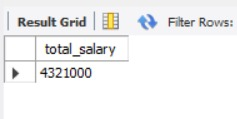 Result Grid Filter Rows:
total_salary
4321000